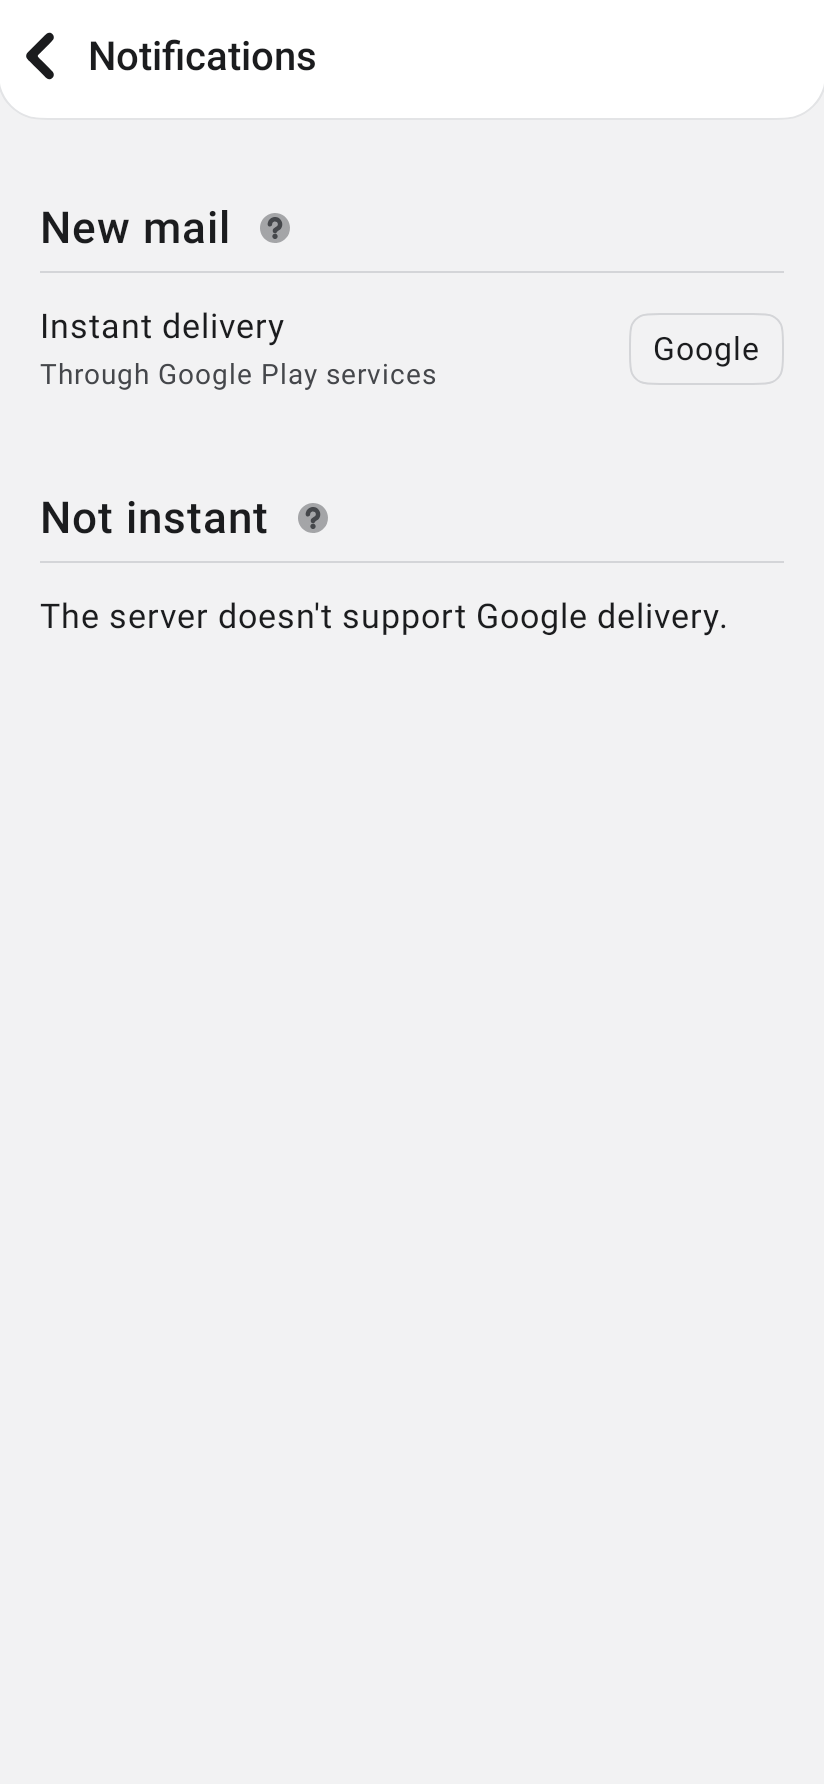 Notifications
New mail
Instant delivery
Through Google Play services
Google
Not instant
The server doesn't support Google delivery.